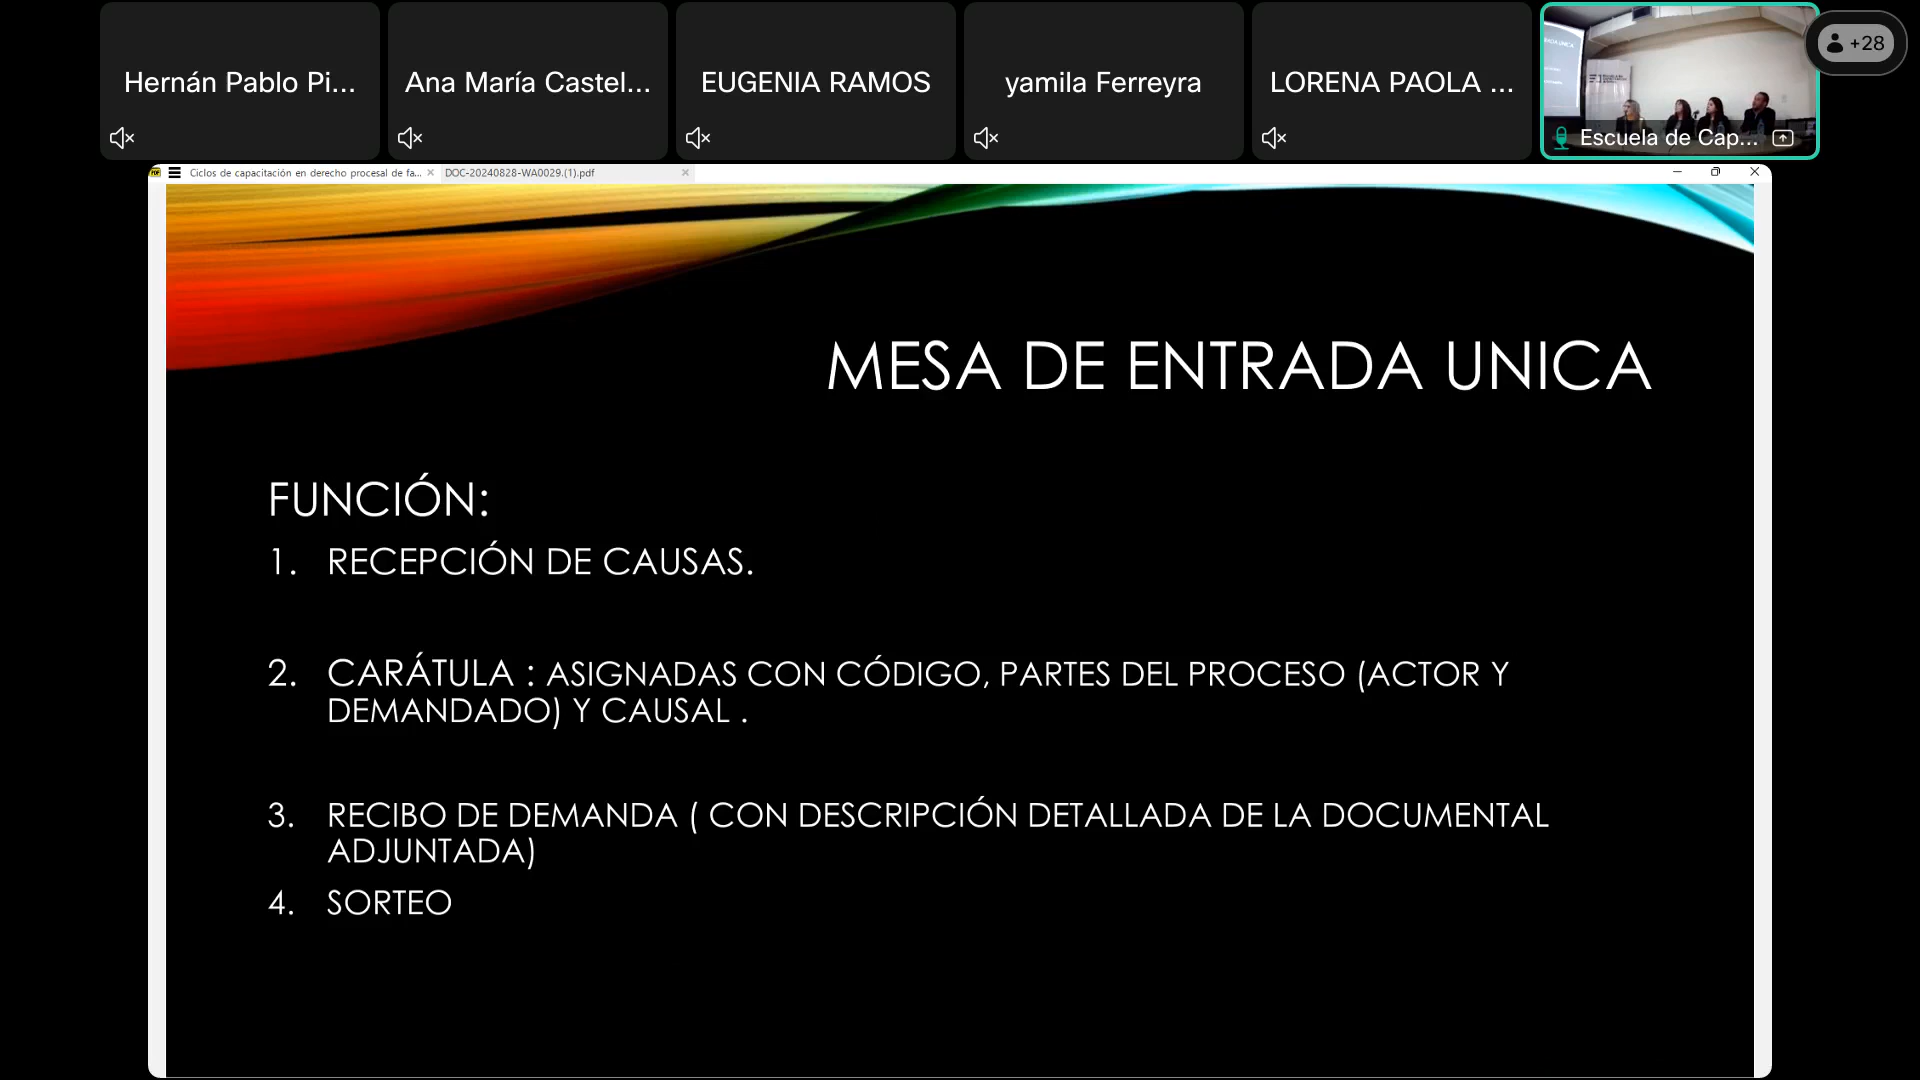 Hernán Pablo Pi...
Ana María Castel...
EUGENIA RAMOS
yamila Ferreyra
LORENA PAOLA ...
Escuela de Cap...
+28
Ciclos de capacitación en derecho procesal de fa...
DOC-20240828-WA0029.(1).pdf
MESA DE ENTRADA UNICA
FUNCIÓN:
1. RECEPCIÓN DE CAUSAS.
2. CARÁTULA : ASIGNADAS CON CÓDIGO, PARTES DEL PROCESO (ACTOR Y
DEMANDADO) Y CAUSAL .
3. RECIBO DE DEMANDA ( CON DESCRIPCIÓN DETALLADA DE LA DOCUMENTAL
ADJUNTADA)
4. SORTEO